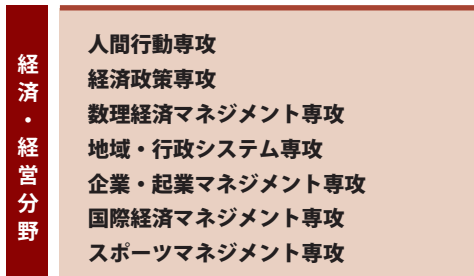 経済・経営分野
人間行動専攻
経済政策専攻
数理経済マネジメント専攻
地域・行政システム専攻
企業・起業マネジメント専攻
国際経済マネジメント専攻
スポーツマネジメント専攻